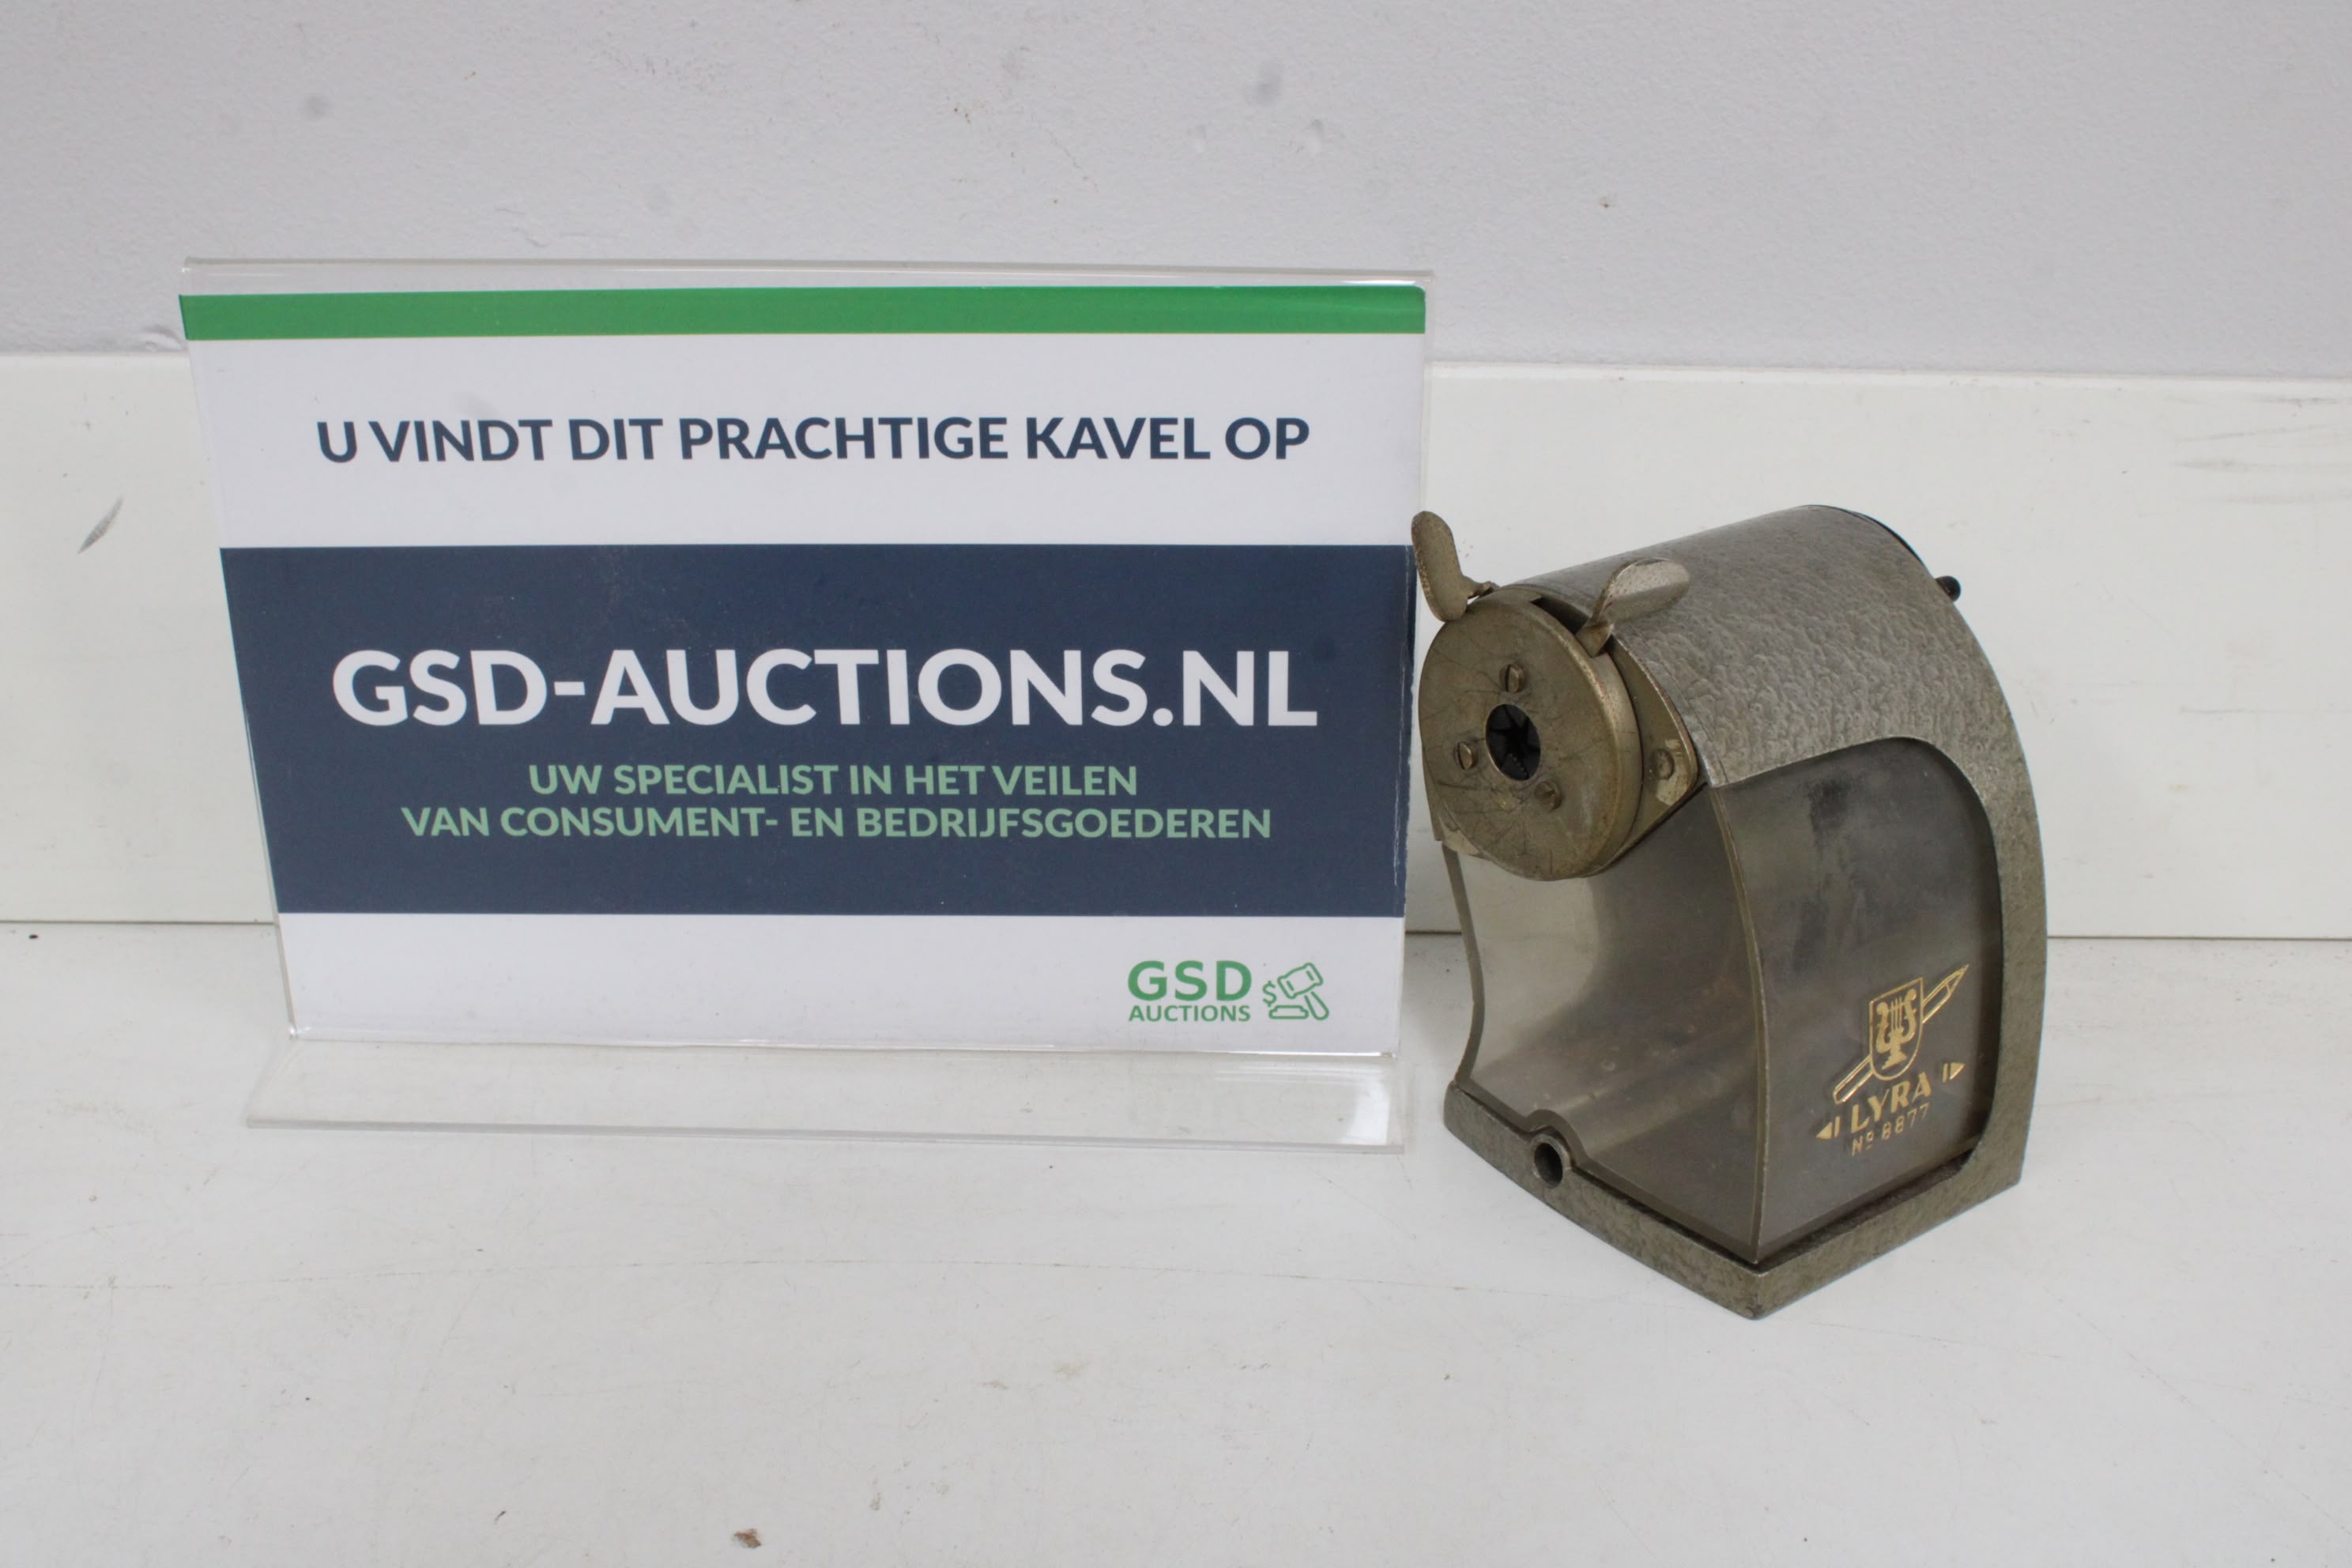 U VINDT DIT PRACHTIGE KAVEL OP
GSD-AUCTIONS.NL
UW SPECIALIST IN HET VEILEN
VAN CONSUMENT- EN BEDRIJFSGOEDEREN
GSD
AUCTIONS
LYRA
Nº 8877